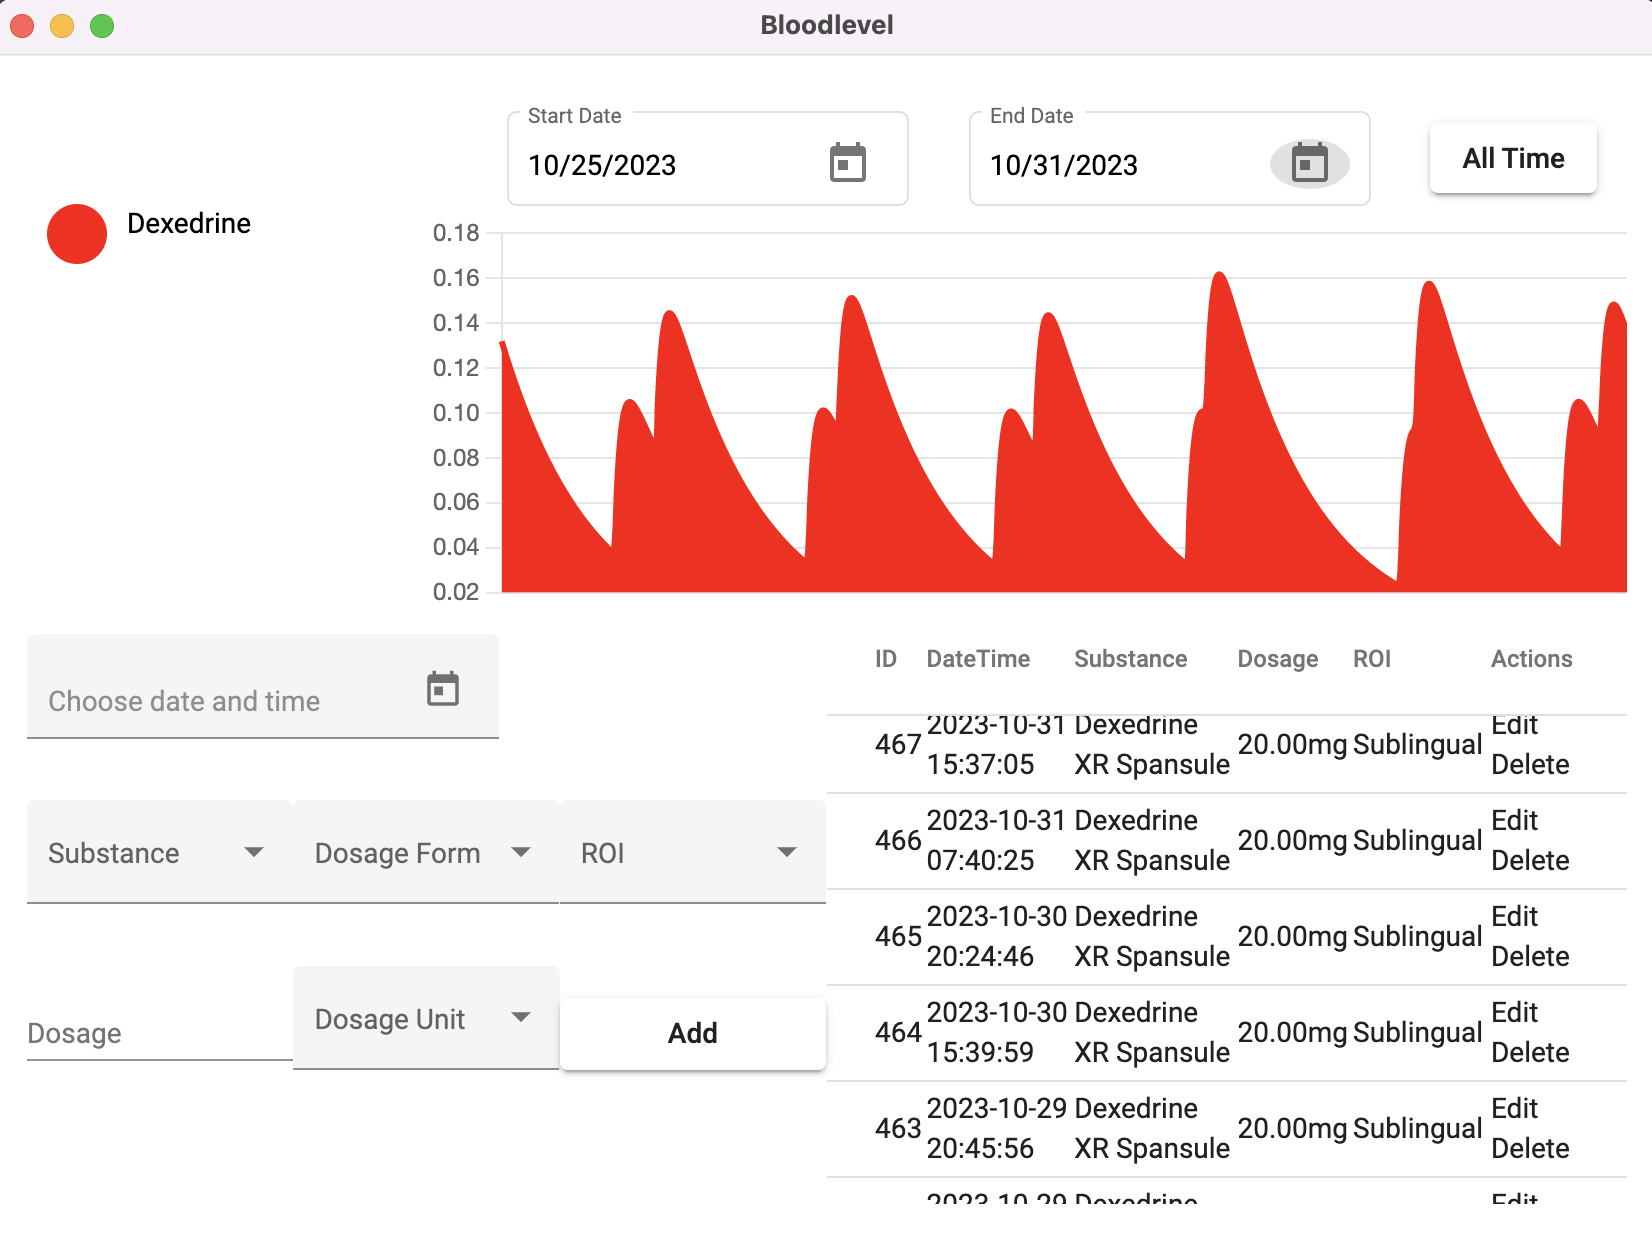 Bloodlevel
Start Date
10/25/2023
End Date
10/31/2023
All Time
Dexedrine
0.18
0.16
0.14
0.12
0.10
0.08
0.06
0.04
0.02
Choose date and time
Substance
Dosage Form
ROI
Dosage
Dosage Unit
Add
ID DateTime Substance Dosage ROI Actions
2023-10-31 Dexedrine Edit
467 20.00mg Sublingual
15:37:05 XR Spansule Delete
2023-10-31 Dexedrine Edit
466 20.00mg Sublingual
07:40:25 XR Spansule Delete
2023-10-30 Dexedrine Edit
465 20.00mg Sublingual
20:24:46 XR Spansule Delete
2023-10-30 Dexedrine Edit
464 20.00mg Sublingual
15:39:59 XR Spansule Delete
2023-10-29 Dexedrine Edit
463 20.00mg Sublingual
20:45:56 XR Spansule Delete
2023-10-29 Dexedrine Edit